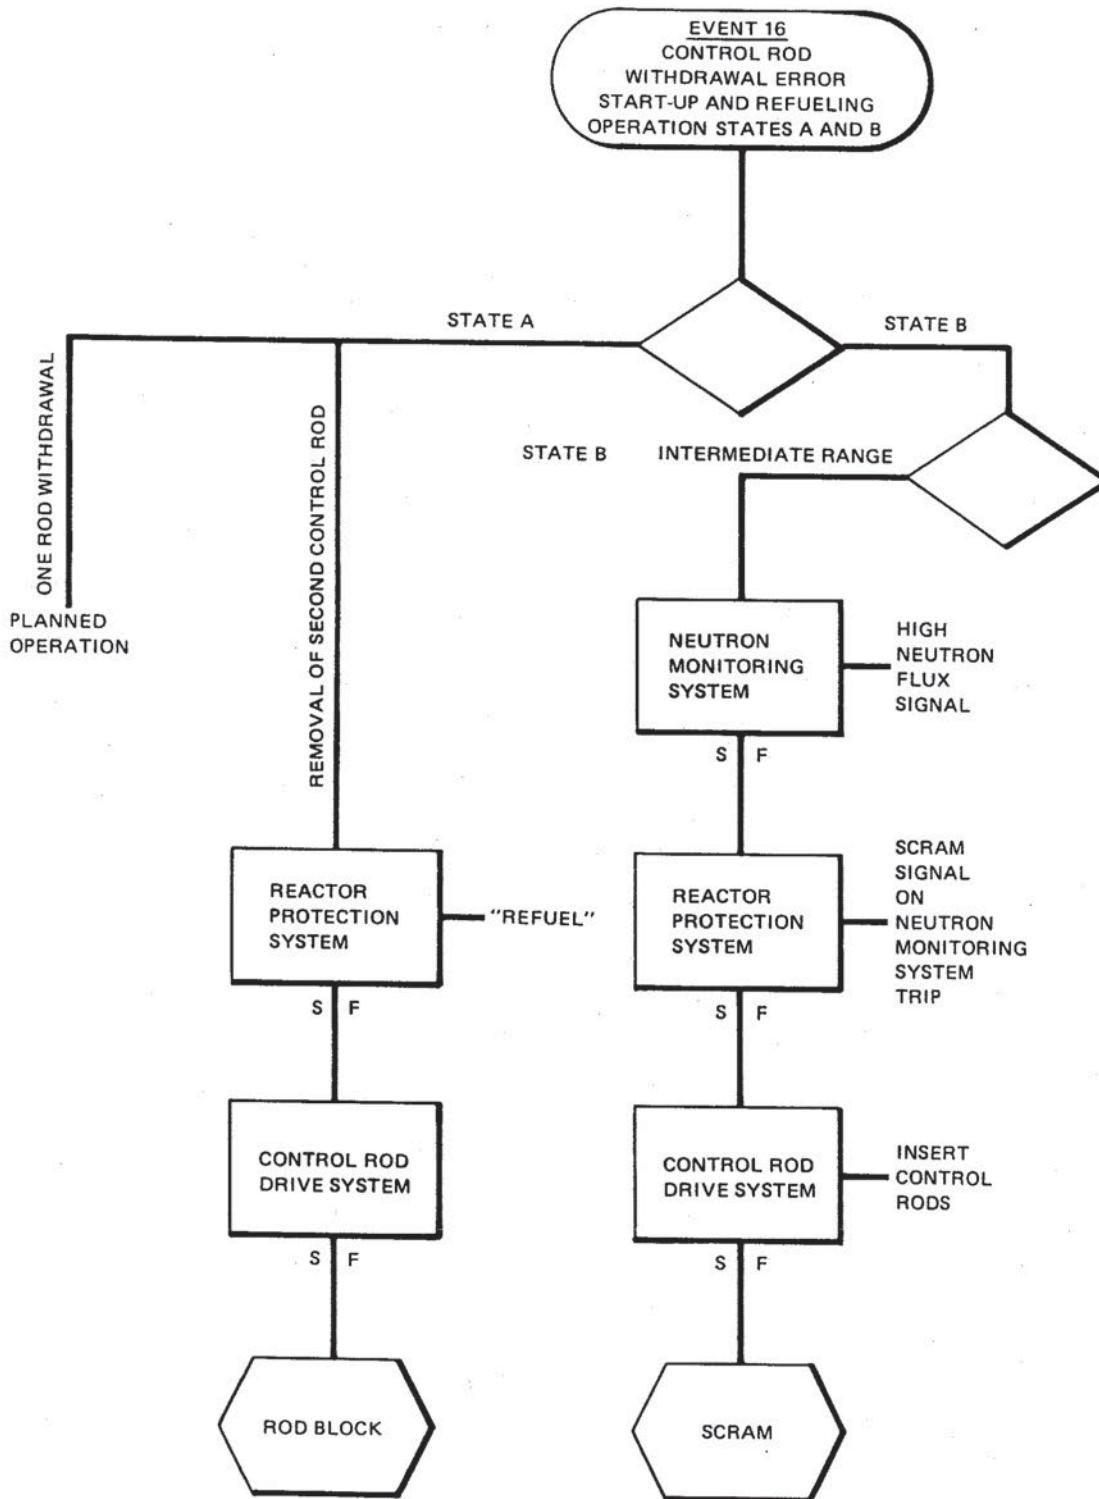 EVENT 16
CONTROL ROD
WITHDRAWAL ERROR
START-UP AND REFUELING
OPERATION STATES A AND B
STATE A
STATE B
ONE ROD WITHDRAWAL
REMOVAL OF SECOND CONTROL ROD
STATE B INTERMEDIATE RANGE
PLANNED
OPERATION
NEUTRON
MONITORING
SYSTEM
HIGH
NEUTRON
FLUX
SIGNAL
S F
REACTOR
PROTECTION
SYSTEM
"REFUEL"
REACTOR
PROTECTION
SYSTEM
SCRAM
SIGNAL
ON
NEUTRON
MONITORING
SYSTEM
TRIP
S F
S F
CONTROL ROD
DRIVE SYSTEM
CONTROL ROD
DRIVE SYSTEM
INSERT
CONTROL
RODS
S F
S F
ROD BLOCK
SCRAM